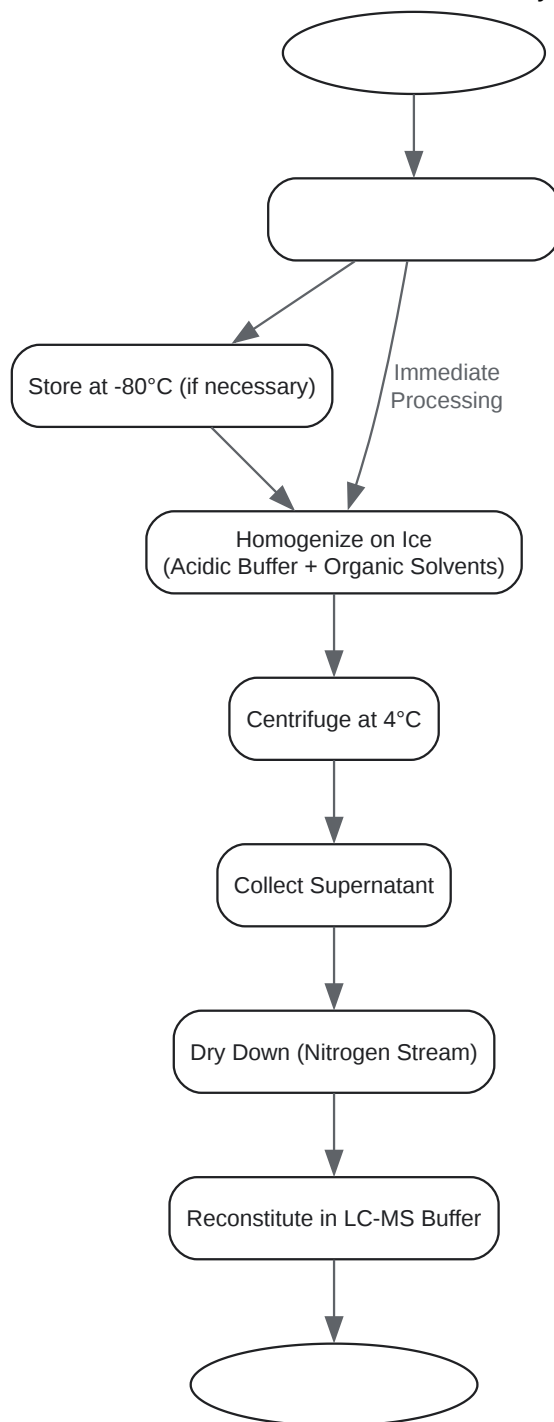 Store at -80°C (if necessary)
Immediate
Processing
Homogenize on Ice
(Acidic Buffer + Organic Solvents)
Centrifuge at 4°C
Collect Supernatant
Dry Down (Nitrogen Stream)
Reconstitute in LC-MS Buffer